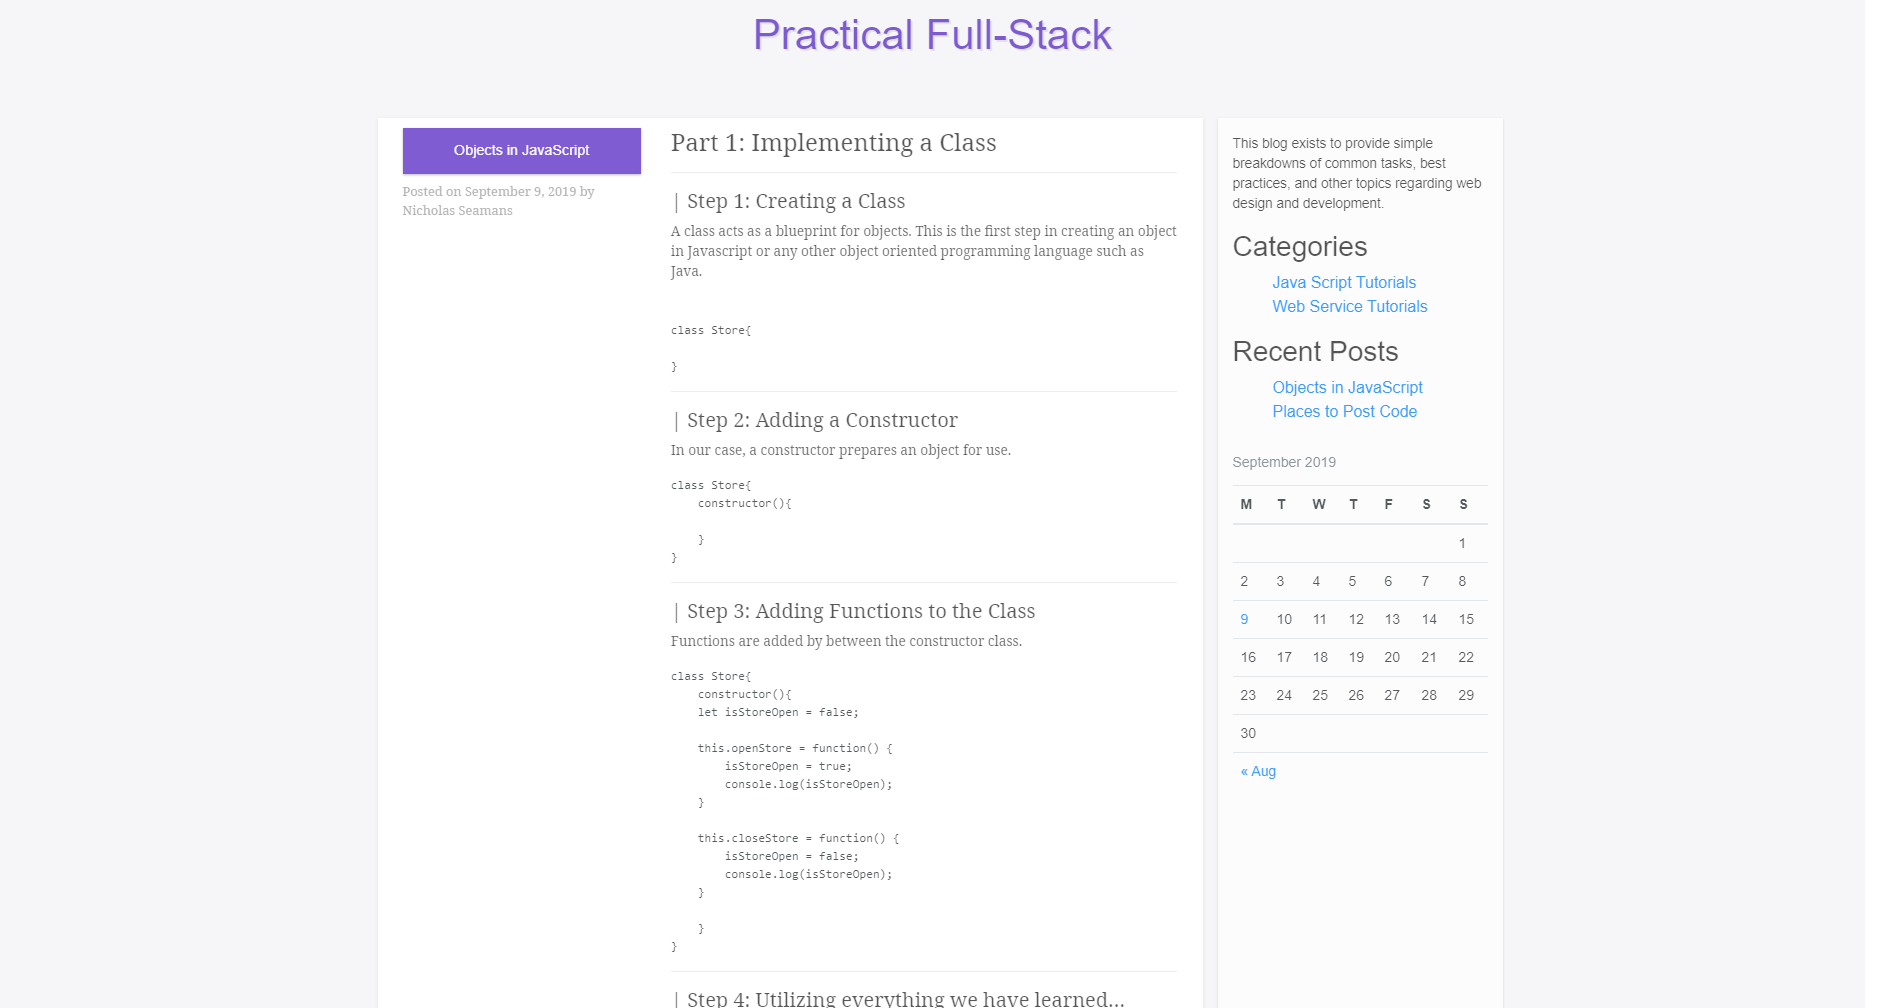 Practical Full-Stack
Objects in JavaScript
Posted on September 9, 2019 by
Nicholas Seamans
Part 1: Implementing a Class
| Step 1: Creating a Class
A class acts as a blueprint for objects. This is the first step in creating an object
in Javascript or any other object oriented programming language such as
Java.
class Store{
}
| Step 2: Adding a Constructor
In our case, a constructor prepares an object for use.
class Store{
    constructor(){
    }
}
| Step 3: Adding Functions to the Class
Functions are added by between the constructor class.
class Store{
    constructor(){
    let isStoreOpen = false;
    this.openStore = function() {
        isStoreOpen = true;
        console.log(isStoreOpen);
    }
    this.closeStore = function() {
        isStoreOpen = false;
        console.log(isStoreOpen);
    }
    }
}
| Step 4: Utilizing everything we have learned...
This blog exists to provide simple
breakdowns of common tasks, best
practices, and other topics regarding web
design and development.
Categories
Java Script Tutorials
Web Service Tutorials
Recent Posts
Objects in JavaScript
Places to Post Code
September 2019
M T W T F S S
1
2 3 4 5 6 7 8
9 10 11 12 13 14 15
16 17 18 19 20 21 22
23 24 25 26 27 28 29
30
« Aug